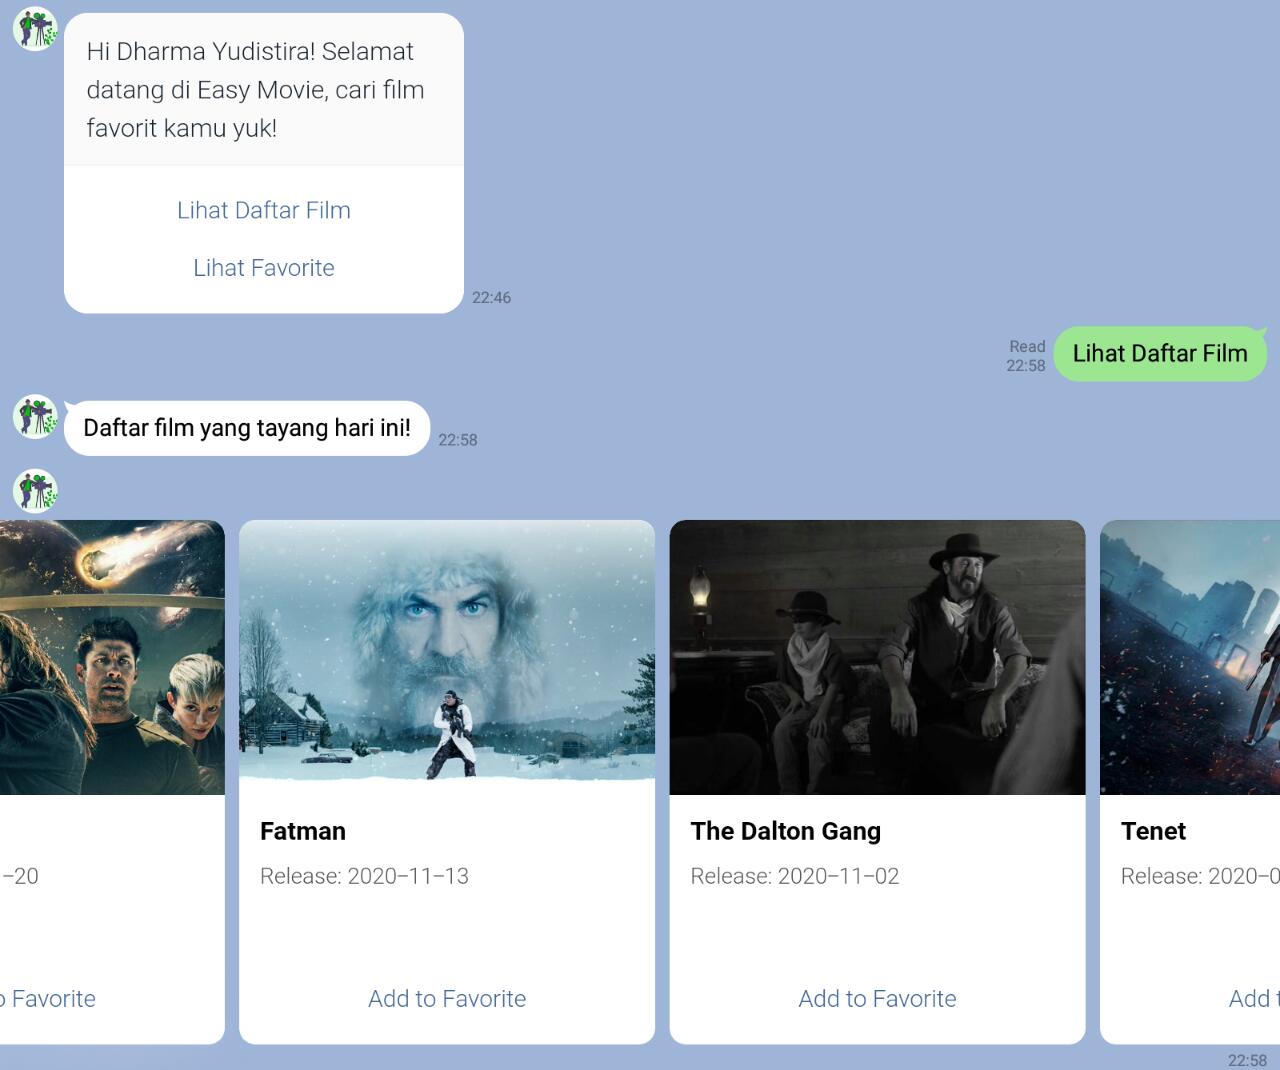 Hi Dharma Yudistira! Selamat
datang di Easy Movie, cari film
favorit kamu yuk!
Lihat Daftar Film
Lihat Favorite
22:46
Read
22:58
Lihat Daftar Film
Daftar film yang tayang hari ini!
22:58
–20
Favorite
Fatman
Release: 2020–11–13
Add to Favorite
The Dalton Gang
Release: 2020–11–02
Add to Favorite
Tenet
Release: 2020–0
Add
22:58